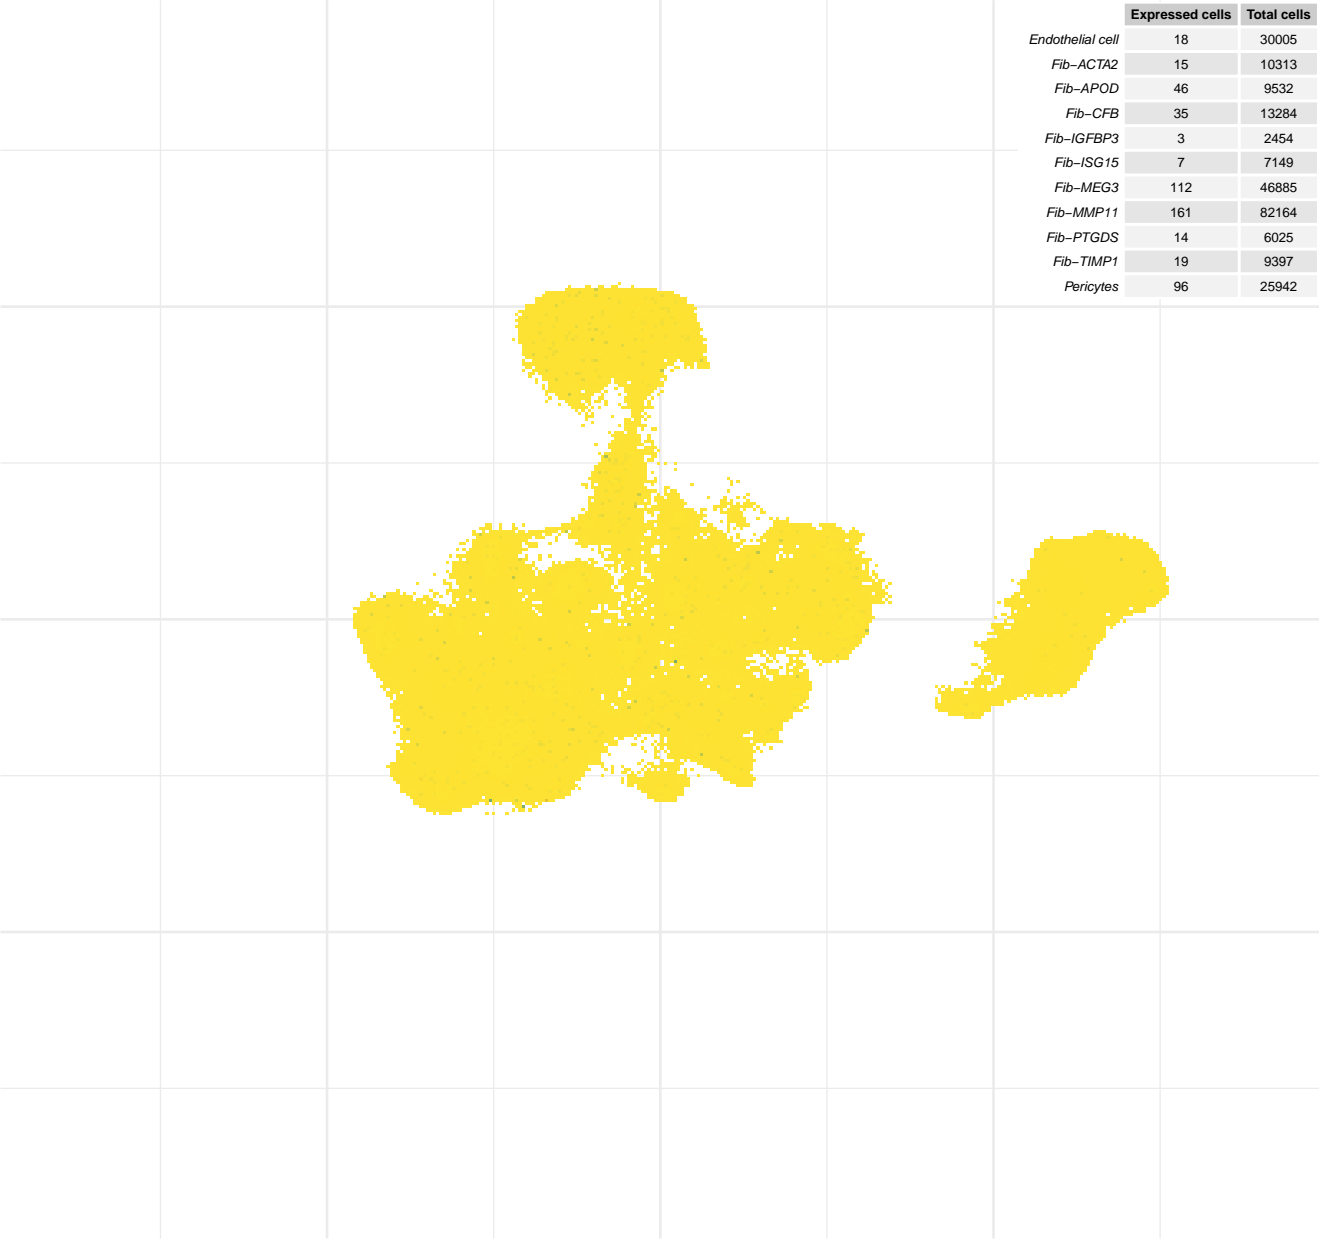 Expressed cells Total cells
Endothelial cell 18 30005
Fib−ACTA2 15 10313
Fib−APOD 46 9532
Fib−CFB 35 13284
Fib−IGFBP3 3 2454
Fib−ISG15 7 7149
Fib−MEG3 112 46885
Fib−MMP11 161 82164
Fib−PTGDS 14 6025
Fib−TIMP1 19 9397
Pericytes 96 25942